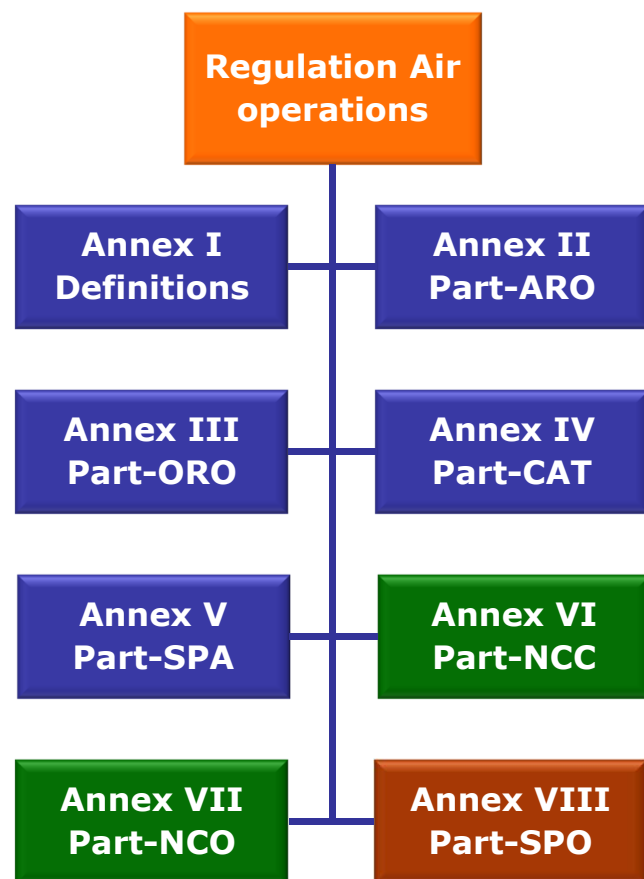 Regulation Air
operations
Annex I
Definitions
Annex II
Part-ARO
Annex III
Part-ORO
Annex IV
Part-CAT
Annex V
Part-SPA
Annex VI
Part-NCC
Annex VII
Part-NCO
Annex VIII
Part-SPO